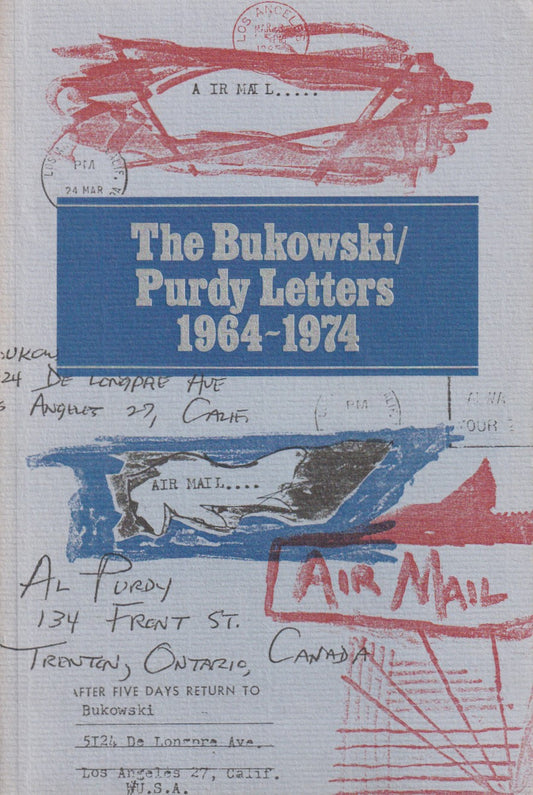 LOS ANGELES
AIR MAIL.....
PM
24 MAR
The Bukowski/
Purdy Letters
1964~1974
DE LONGPRE AVE
ANGELES 27, CALIF.
PM
AIR MAIL....
AIR MAIL
AL PURDY
134 FRONT ST.
TRENTON, ONTARIO, CANADA
AFTER FIVE DAYS RETURN TO
Bukowski
5124 De Longpre Ave.
Los Angeles 27, Calif.
U.S.A.